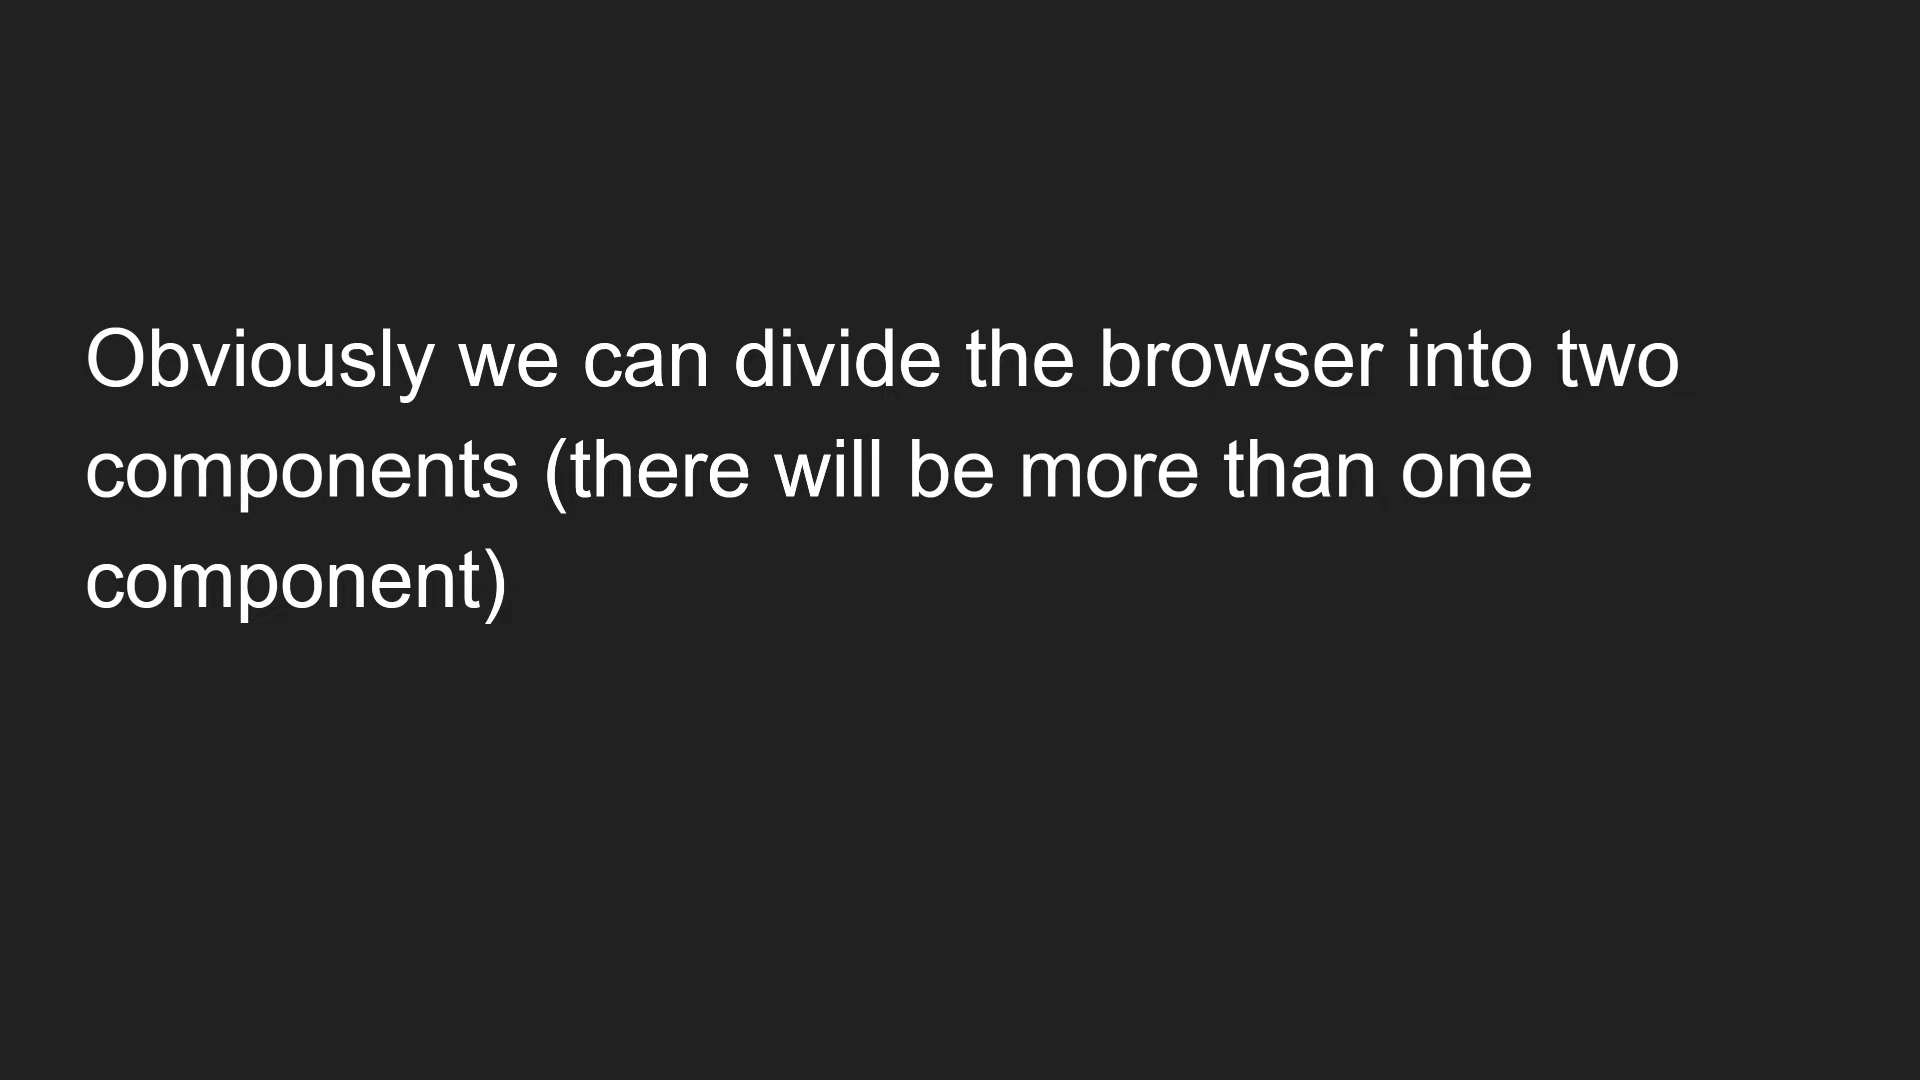 Obviously we can divide the browser into two
components (there will be more than one
component)